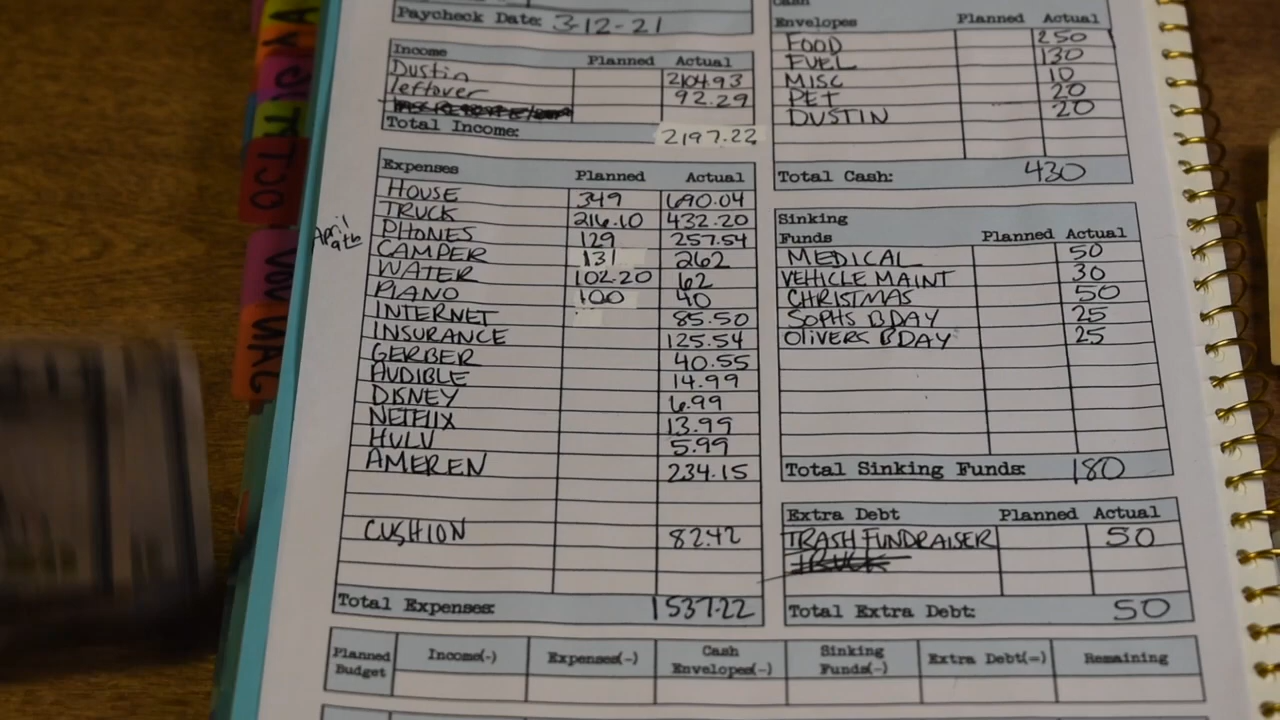 Paycheck Date: 3-12-21
Income Planned Actual
Dustin 2104.93
leftover 92.29
Total Income: 2197.22
Expenses Planned Actual
HOUSE 349 690.04
TRUCK 216.10 432.20
April 9th
PHONES 129 257.54
CAMPER 131 262
WATER 102.20 62
PIANO 100 40
INTERNET 85.50
INSURANCE 125.54
GERBER 40.55
AUDIBLE 14.99
DISNEY 6.99
NETFLIX 13.99
HULU 5.99
AMEREN 234.15
CUSHION 82.42
Total Expenses: 1537.22
Envelopes Planned Actual
FOOD 250
FUEL 130
MISC 10
PET 20
DUSTIN 20
Total Cash: 430
Sinking
Funds Planned Actual
MEDICAL 50
VEHICLE MAINT 30
CHRISTMAS 50
SOPHS BDAY 25
OLIVERS BDAY 25
Total Sinking Funds: 180
Extra Debt Planned Actual
TRASH FUNDRAISER 50
TRUCK
Total Extra Debt: 50
Planned Budget Income(-) Expenses(-) Cash Envelopes(-) Sinking Funds(-) Extra Debt(=) Remaining